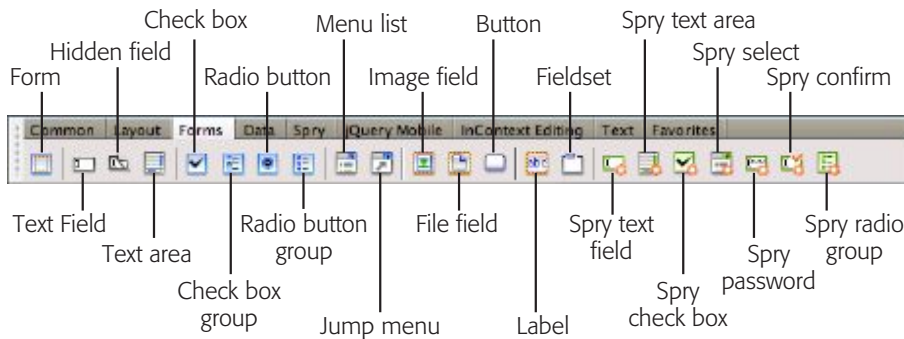 Check box
Menu list
Button
Spry text area
Hidden field
Spry select
Form
Radio button
Image field
Fieldset
Spry confirm
Common Layout Forms Data Spry jQuery Mobile InContext Editing Text Favorites
abc
Text Field
Radio button
group
File field
Spry text
field
Spry radio
group
Text area
Spry
password
Check box
group
Spry
check box
Jump menu
Label